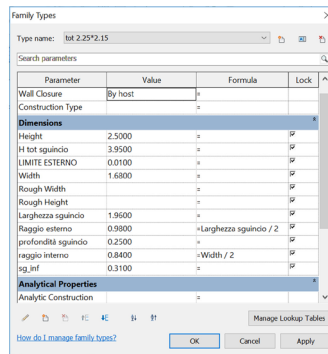 Family Types
Type name: tot 2.25*2.15
Search parameters
Parameter Value Formula Lock
Wall Closure By host =
Construction Type =
Dimensions
Height 2.5000 =
H tot sguincio 3.9500 =
LIMITE ESTERNO 0.0100 =
Width 1.6800 =
Rough Width =
Rough Height =
Larghezza sguincio 1.9600 =
Raggio esterno 0.9800 =Larghezza sguincio / 2
profondità sguincio 0.2500 =
raggio interno 0.8400 =Width / 2
sg_inf 0.3100 =
Analytical Properties
Analytic Construction =
Manage Lookup Tables
How do I manage family types?
OK Cancel Apply